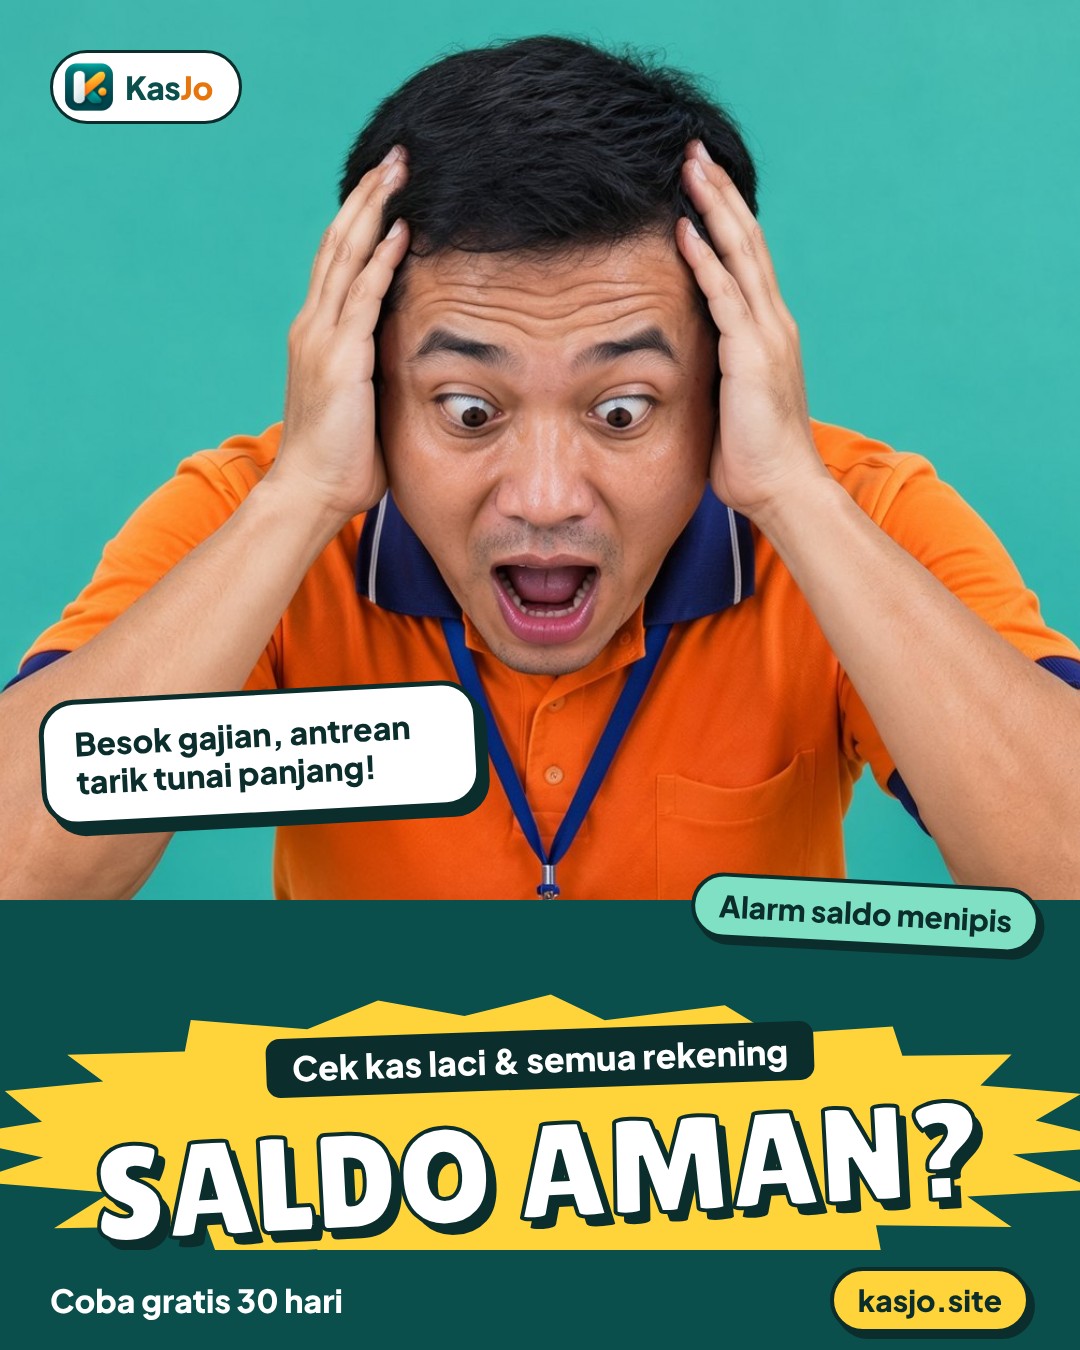 KasJo
Besok gajian, antrean
tarik tunai panjang!
Alarm saldo menipis
Cek kas laci & semua rekening
SALDO AMAN?
Coba gratis 30 hari
kasjo.site